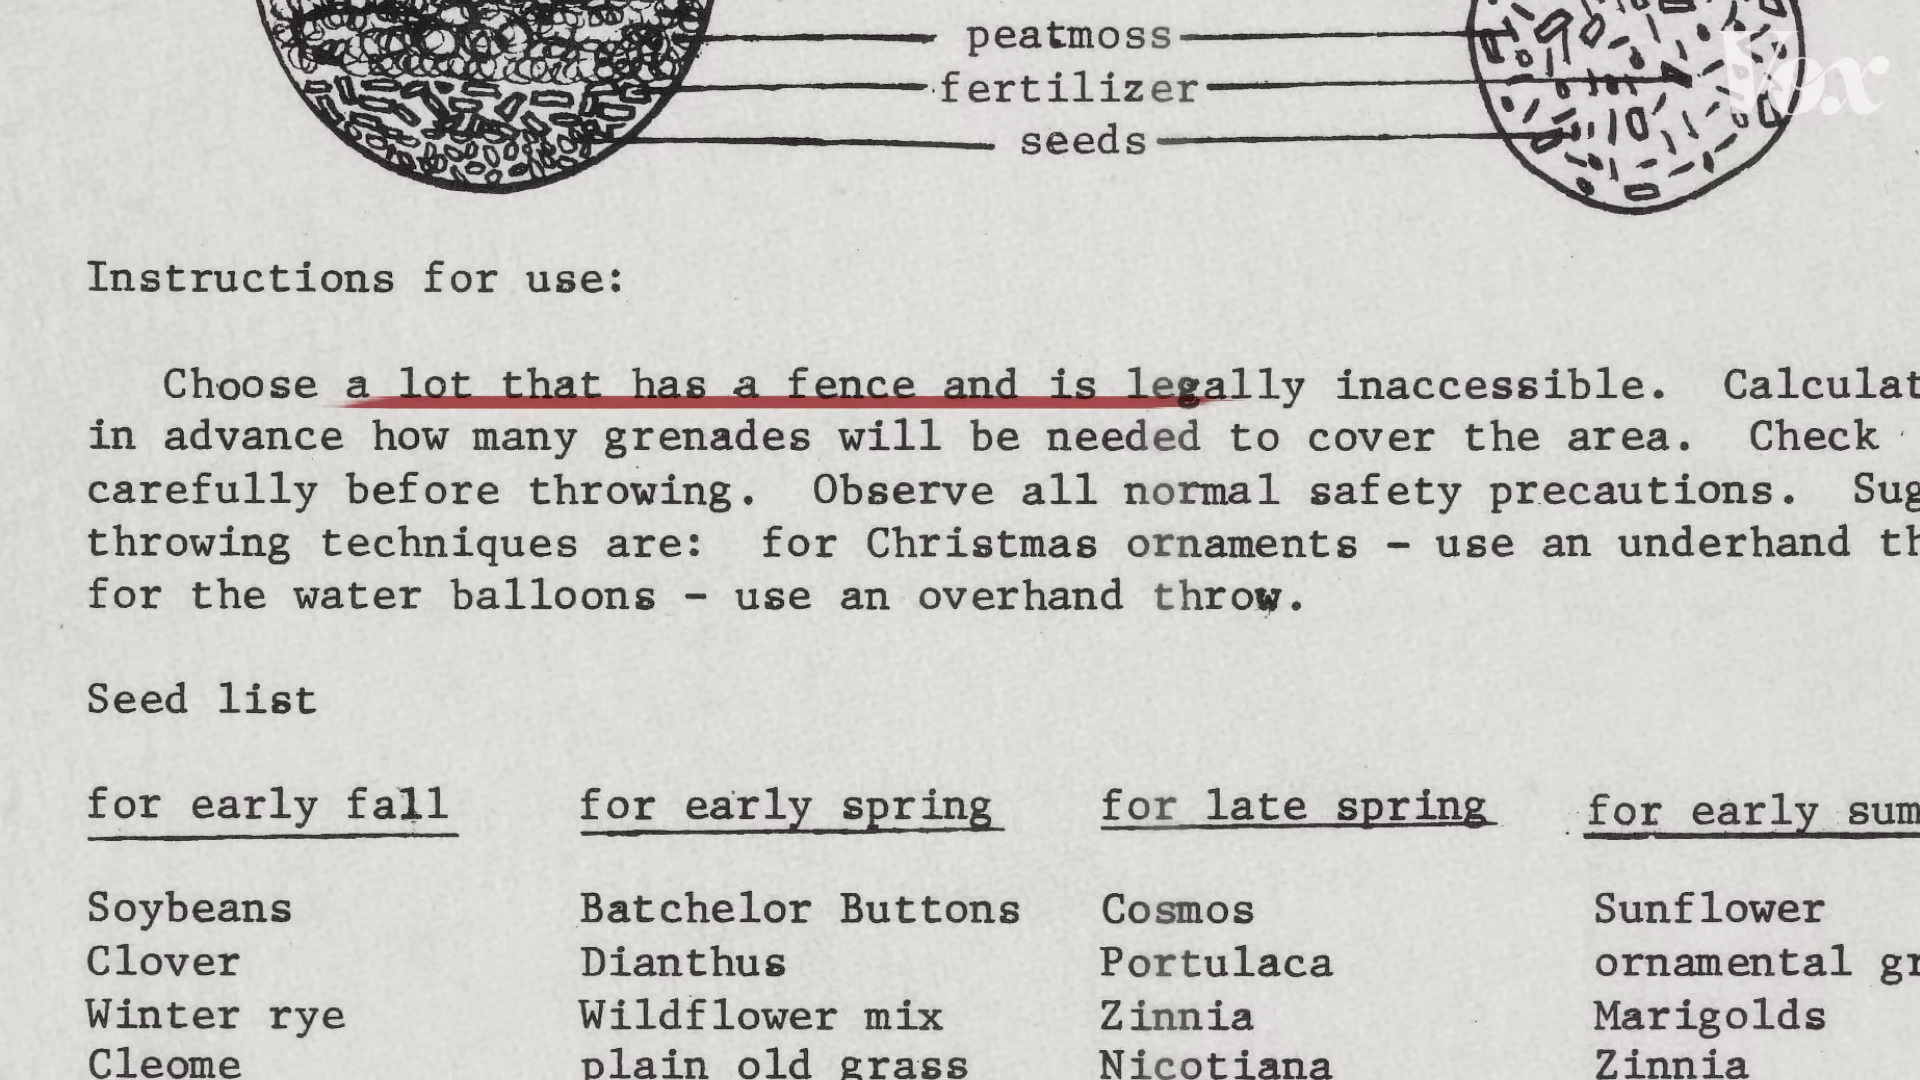 peatmoss
Vox
fertilizer
seeds
Instructions for use:
Choose a lot that has a fence and is legally inaccessible. Calculat
in advance how many grenades will be needed to cover the area. Check
carefully before throwing. Observe all normal safety precautions. Sug
throwing techniques are: for Christmas ornaments - use an underhand th
for the water balloons - use an overhand throw.
Seed list
for early fall for early spring for late spring for early sum
Soybeans Batchelor Buttons Cosmos Sunflower
Clover Dianthus Portulaca ornamental gr
Winter rye Wildflower mix Zinnia Marigolds
Cleome plain old grass Nicotiana Zinnia